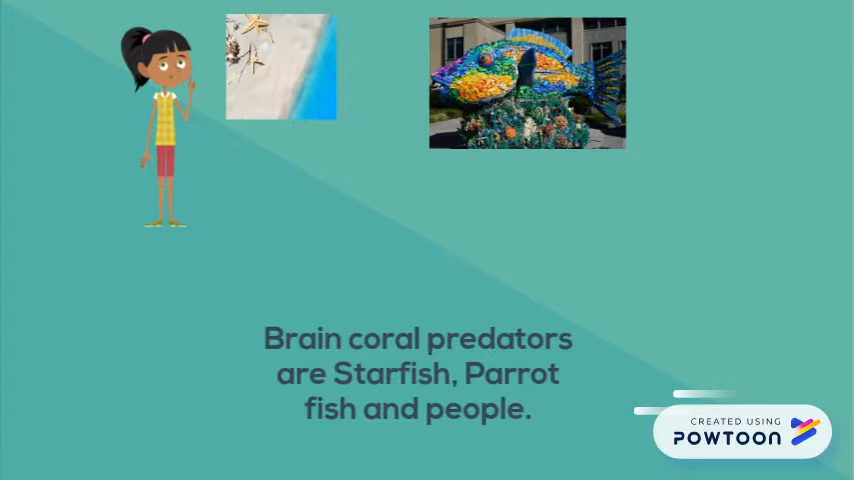 Brain coral predators
are Starfish, Parrot
fish and people.
CREATED USING
POWTOON